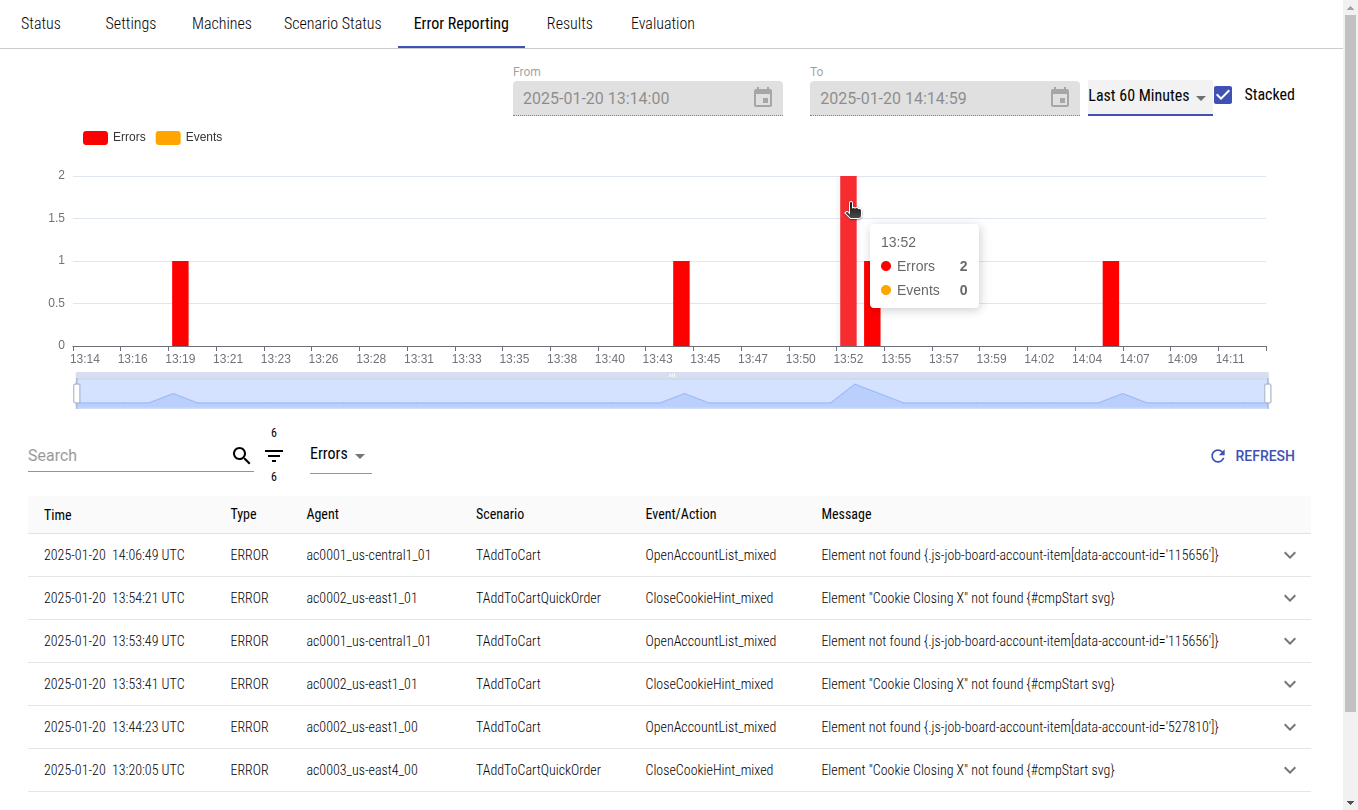 Status Settings Machines Scenario Status Error Reporting Results Evaluation
From To
2025-01-20 13:14:00 2025-01-20 14:14:59 Last 60 Minutes Stacked
Errors Events
2
1.5
1
0.5
0
13:52
Errors 2
Events 0
13:14 13:16 13:19 13:21 13:23 13:26 13:28 13:31 13:33 13:35 13:38 13:40 13:43 13:45 13:47 13:50 13:52 13:55 13:57 13:59 14:02 14:04 14:07 14:09 14:11
6
Search Errors REFRESH
6
Time Type Agent Scenario Event/Action Message
2025-01-20 14:06:49 UTC ERROR ac0001_us-central1_01 TAddToCart OpenAccountList_mixed Element not found {.js-job-board-account-item[data-account-id='115656']}
2025-01-20 13:54:21 UTC ERROR ac0002_us-east1_01 TAddToCartQuickOrder CloseCookieHint_mixed Element "Cookie Closing X" not found {#cmpStart svg}
2025-01-20 13:53:49 UTC ERROR ac0001_us-central1_01 TAddToCart OpenAccountList_mixed Element not found {.js-job-board-account-item[data-account-id='115656']}
2025-01-20 13:53:41 UTC ERROR ac0002_us-east1_01 TAddToCart CloseCookieHint_mixed Element "Cookie Closing X" not found {#cmpStart svg}
2025-01-20 13:44:23 UTC ERROR ac0002_us-east1_00 TAddToCart OpenAccountList_mixed Element not found {.js-job-board-account-item[data-account-id='527810']}
2025-01-20 13:20:05 UTC ERROR ac0003_us-east4_00 TAddToCartQuickOrder CloseCookieHint_mixed Element "Cookie Closing X" not found {#cmpStart svg}